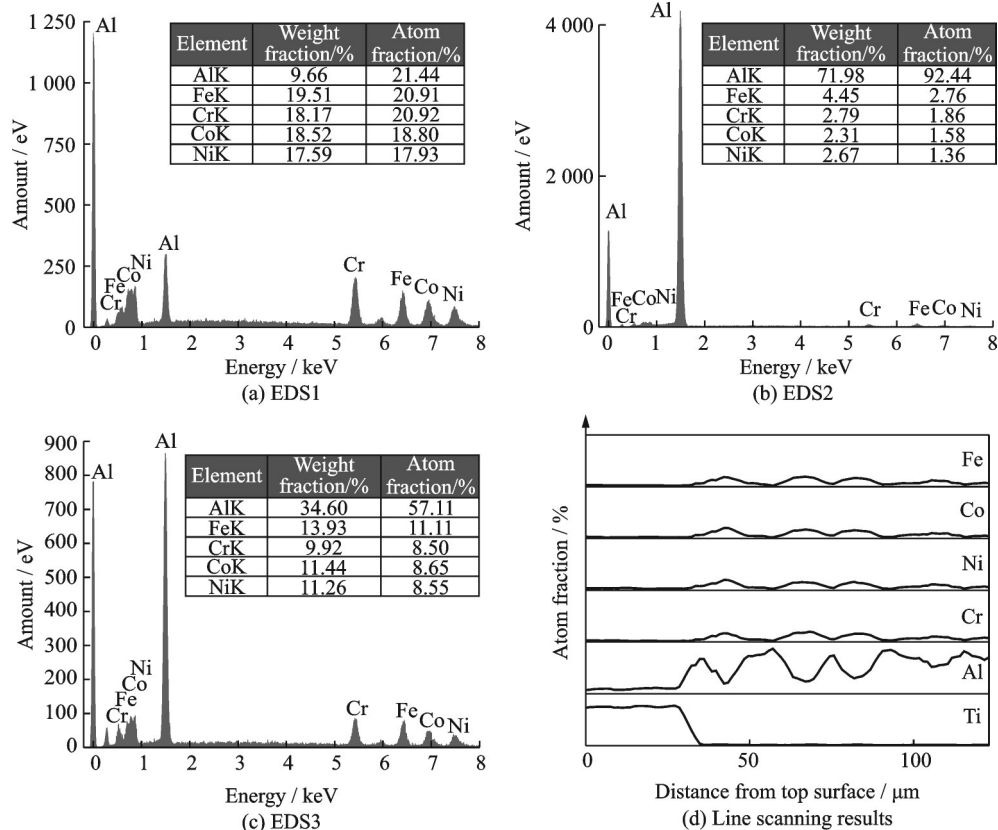 1 250
1 000
750
500
250
0
Amount / eV
Al
Element Weight fraction/% Atom fraction/%
AlK 9.66 21.44
FeK 19.51 20.91
CrK 18.17 20.92
CoK 18.52 18.80
NiK 17.59 17.93
Al
Cr
Fe
Co
Ni
Cr
Fe
Co
Ni
0 1 2 3 4 5 6 7 8
Energy / keV
(a) EDS1
4 000
2 000
0
Amount / eV
Al
Element Weight fraction/% Atom fraction/%
AlK 71.98 92.44
FeK 4.45 2.76
CrK 2.79 1.86
CoK 2.31 1.58
NiK 2.67 1.36
Al
Fe Co Ni
Cr
Cr
Fe Co Ni
0 1 2 3 4 5 6 7 8
Energy / keV
(b) EDS2
900
800
700
600
500
400
300
200
100
0
Amount / eV
Al
Al
Element Weight fraction/% Atom fraction/%
AlK 34.60 57.11
FeK 13.93 11.11
CrK 9.92 8.50
CoK 11.44 8.65
NiK 11.26 8.55
Ni
Co
Fe
Cr
Cr
Fe
Co
Ni
0 1 2 3 4 5 6 7 8
Energy / keV
(c) EDS3
Atom fraction / %
Fe
Co
Ni
Cr
Al
Ti
0 50 100
Distance from top surface / μm
(d) Line scanning results